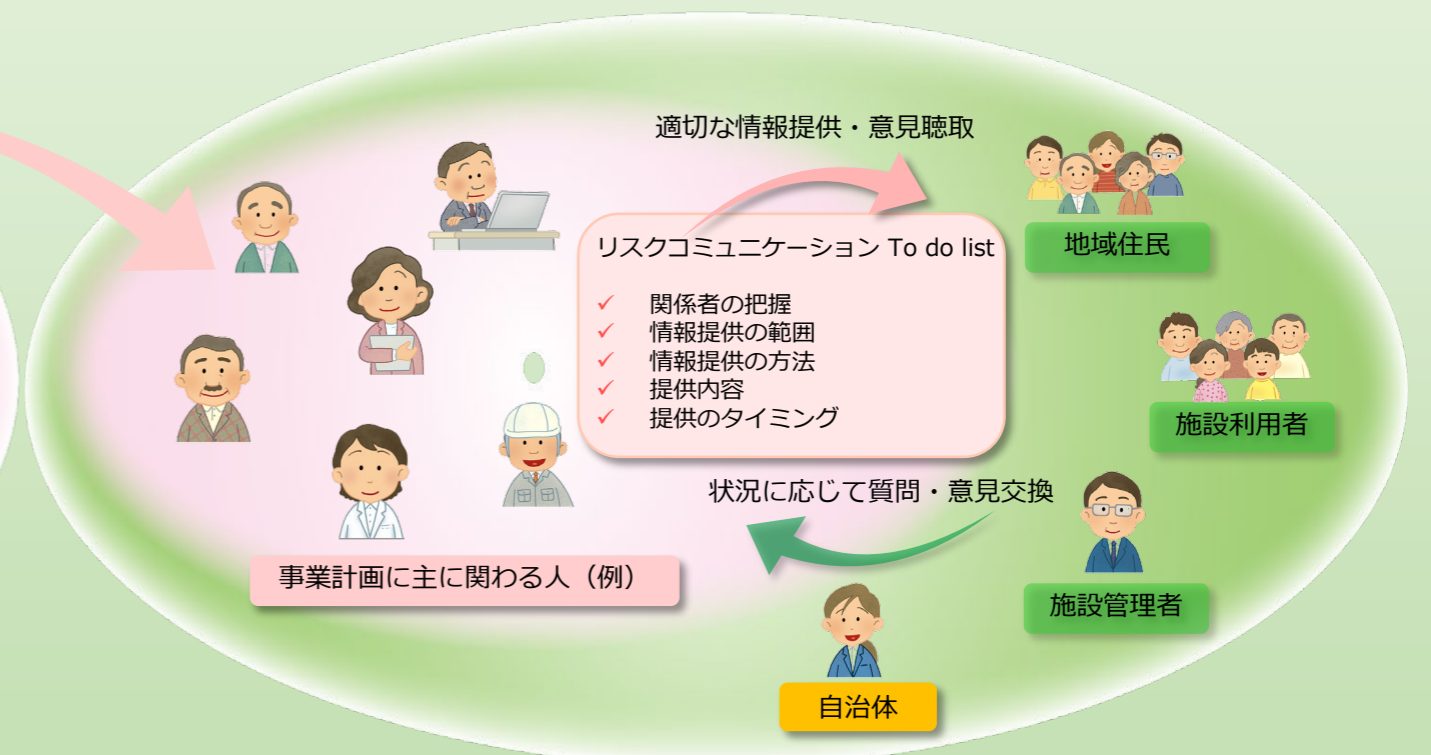 適切な情報提供・意見聴取
リスクコミュニケーション To do list
✓ 関係者の把握
✓ 情報提供の範囲
✓ 情報提供の方法
✓ 提供内容
✓ 提供のタイミング
地域住民
施設利用者
状況に応じて質問・意見交換
施設管理者
事業計画に主に関わる人（例）
自治体